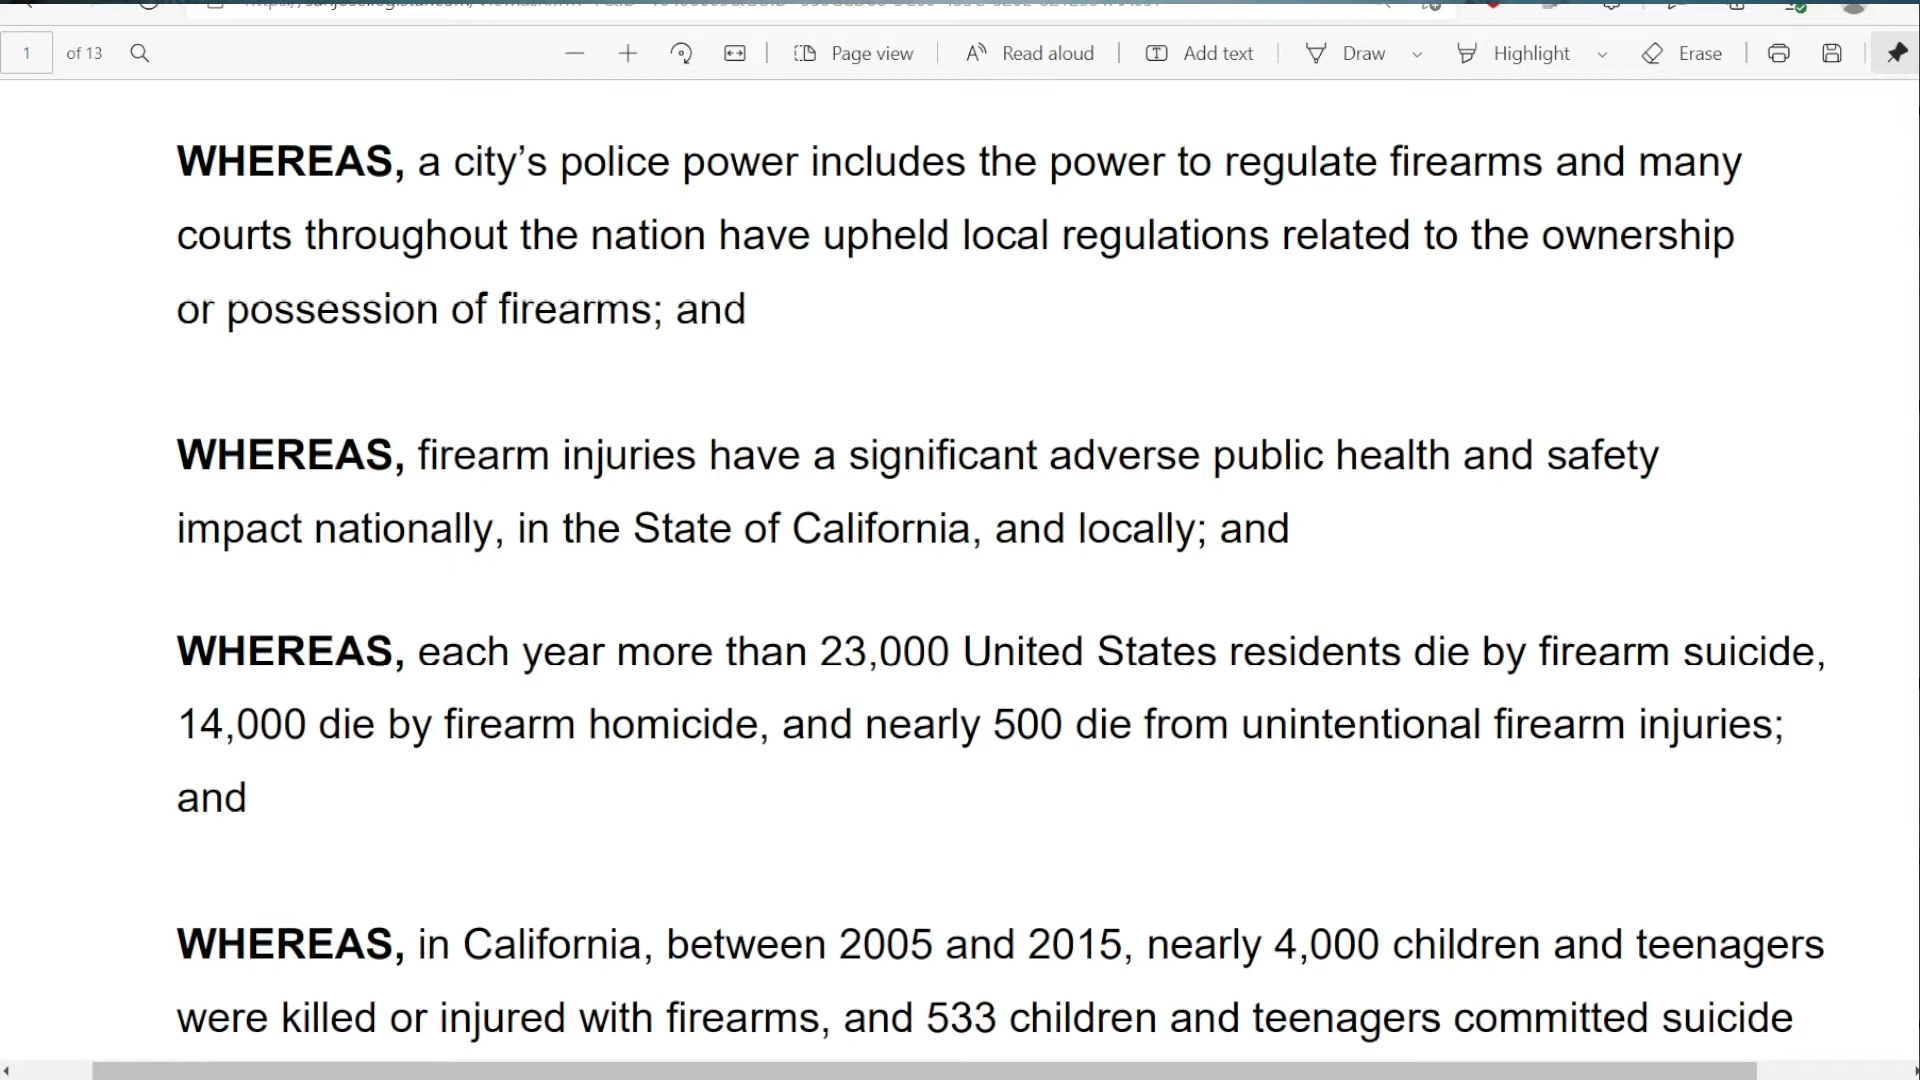 1 of 13 Page view Read aloud Add text Draw Highlight Erase
WHEREAS, a city’s police power includes the power to regulate firearms and many
courts throughout the nation have upheld local regulations related to the ownership
or possession of firearms; and
WHEREAS, firearm injuries have a significant adverse public health and safety
impact nationally, in the State of California, and locally; and
WHEREAS, each year more than 23,000 United States residents die by firearm suicide,
14,000 die by firearm homicide, and nearly 500 die from unintentional firearm injuries;
and
WHEREAS, in California, between 2005 and 2015, nearly 4,000 children and teenagers
were killed or injured with firearms, and 533 children and teenagers committed suicide